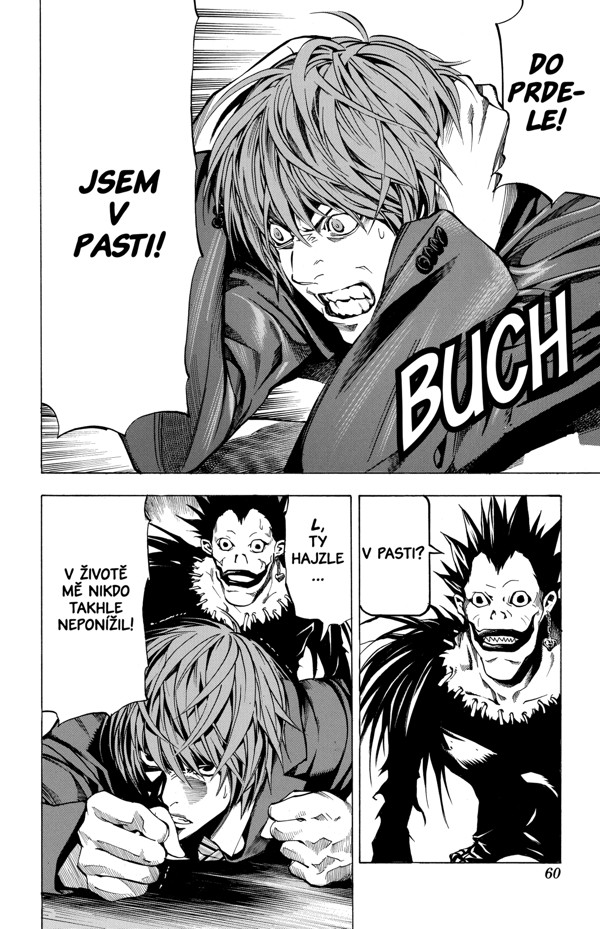 DO
PRDE-
LE!
JSEM
V
PASTI!
BUCH
V PASTI?
L,
TY
HAJZLE
...
V ŽIVOTĚ
MĚ NIKDO
TAKHLE
NEPONÍŽIL!
60